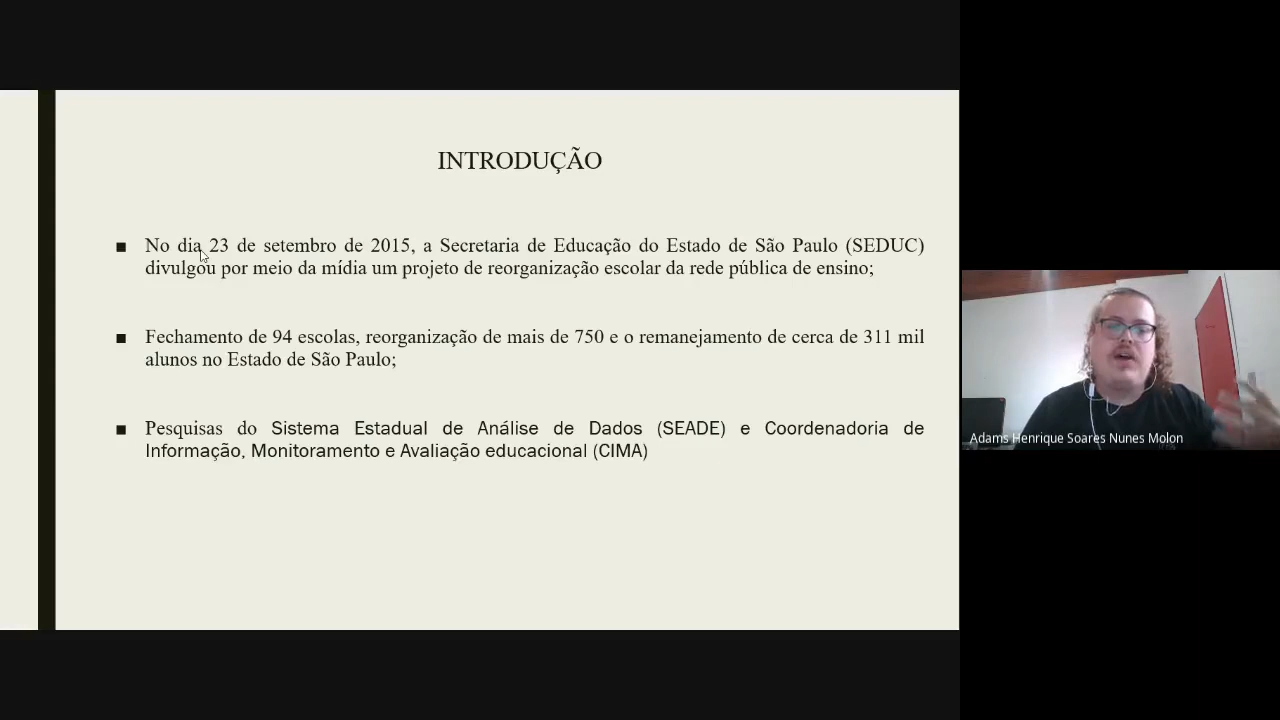 INTRODUÇÃO
■ No dia 23 de setembro de 2015, a Secretaria de Educação do Estado de São Paulo (SEDUC)
divulgou por meio da mídia um projeto de reorganização escolar da rede pública de ensino;
■ Fechamento de 94 escolas, reorganização de mais de 750 e o remanejamento de cerca de 311 mil
alunos no Estado de São Paulo;
■ Pesquisas do Sistema Estadual de Análise de Dados (SEADE) e Coordenadoria de
Informação, Monitoramento e Avaliação educacional (CIMA)
Adams Henrique Soares Nunes Molon